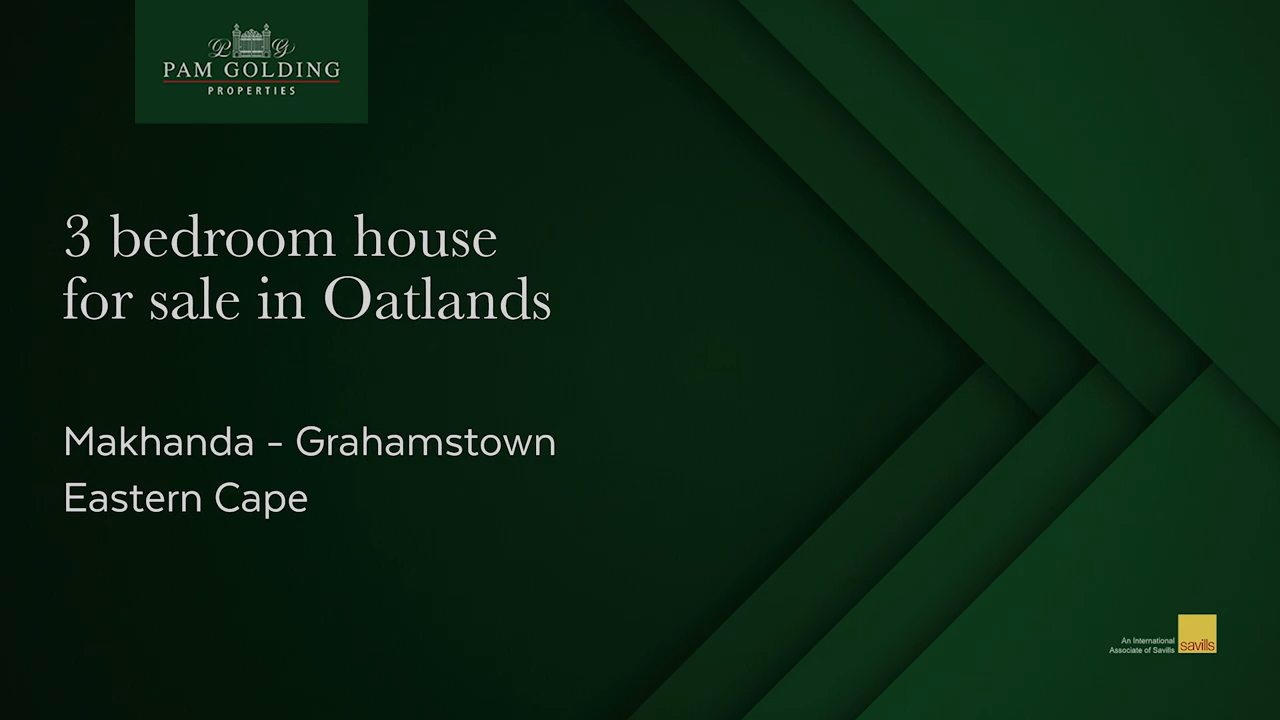 P G
PAM GOLDING
PROPERTIES
3 bedroom house
for sale in Oatlands
Makhanda - Grahamstown
Eastern Cape
An International
Associate of Savills
savills